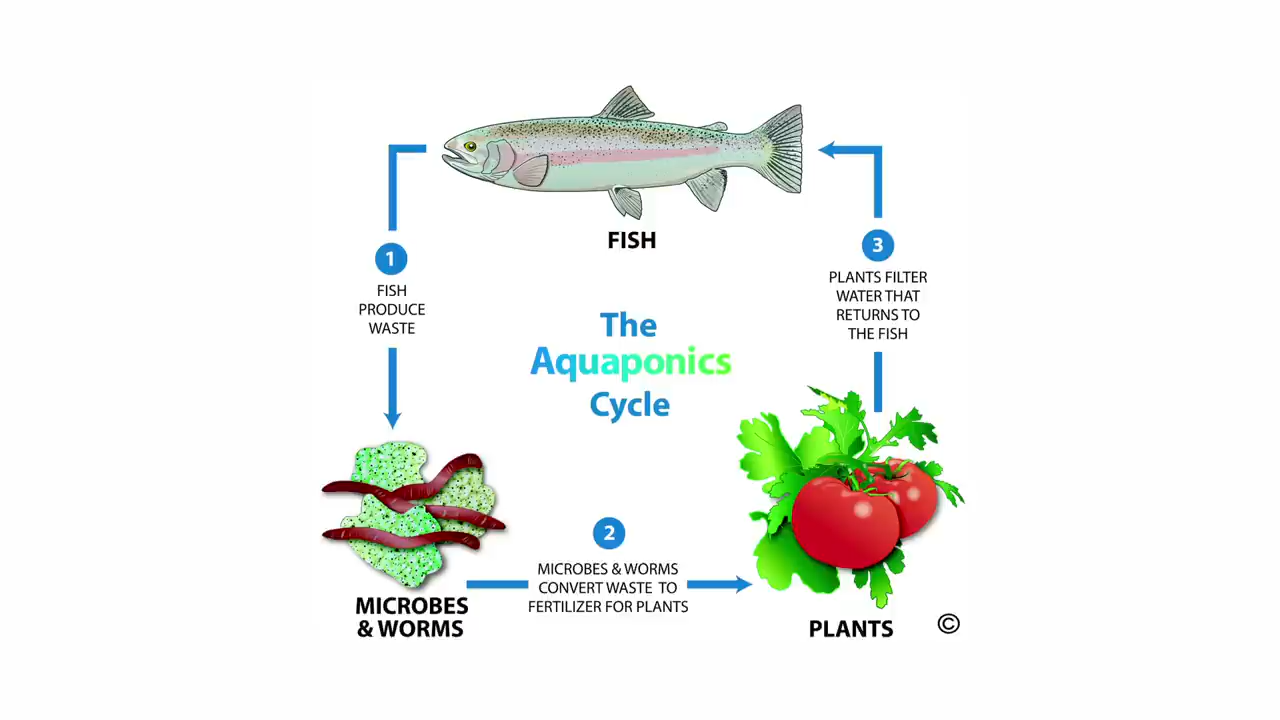 FISH
1
FISH
PRODUCE
WASTE
3
PLANTS FILTER
WATER THAT
RETURNS TO
THE FISH
The
Aquaponics
Cycle
2
MICROBES & WORMS
CONVERT WASTE TO
FERTILIZER FOR PLANTS
MICROBES
& WORMS
PLANTS
©